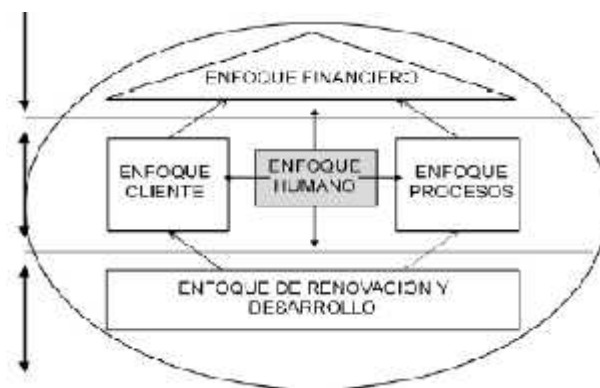 ENFOQUE FINANCIERO
ENFOQUE
CLIENTE
ENFOQUE
HUMANO
ENFOQUE
PROCESOS
ENFOQUE DE RENOVACION Y
DESARROLLO